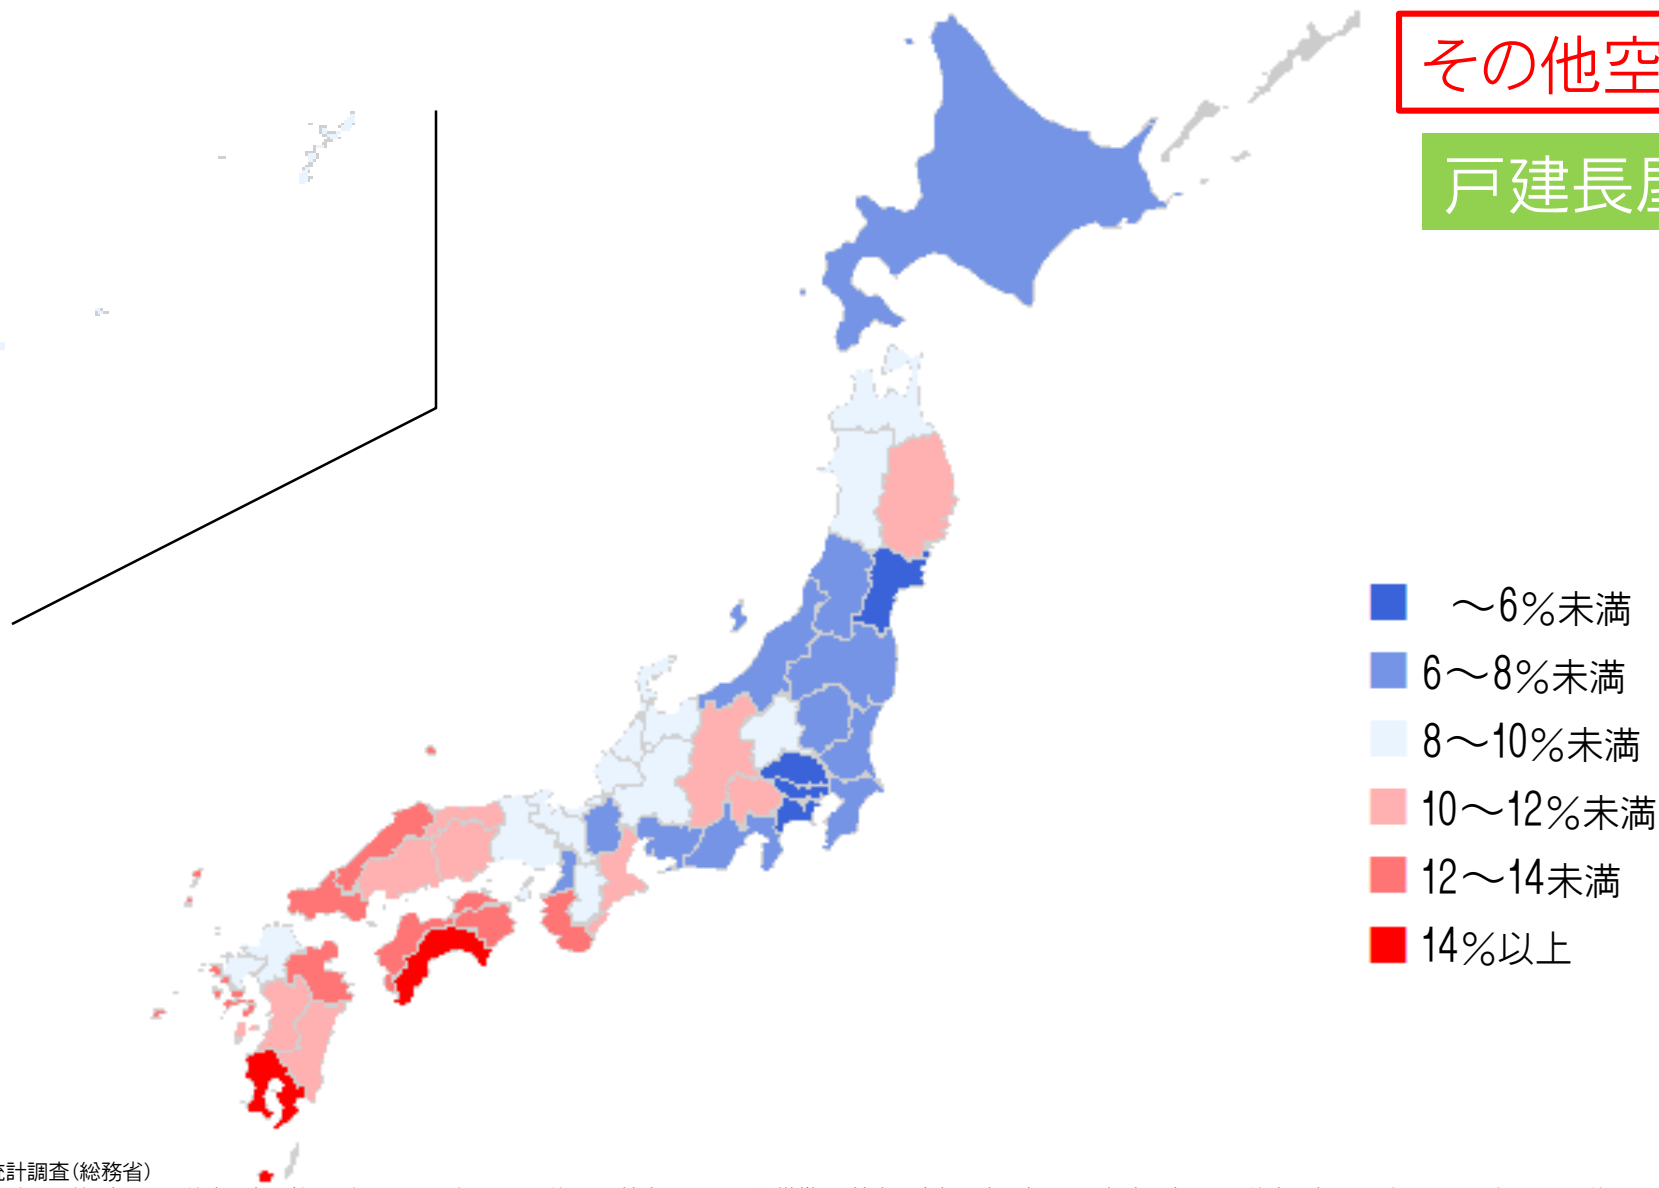 その他空
戸建長屋
～6％未満
6～8％未満
8～10％未満
10～12％未満
12～14未満
14％以上
統計調査（総務省）